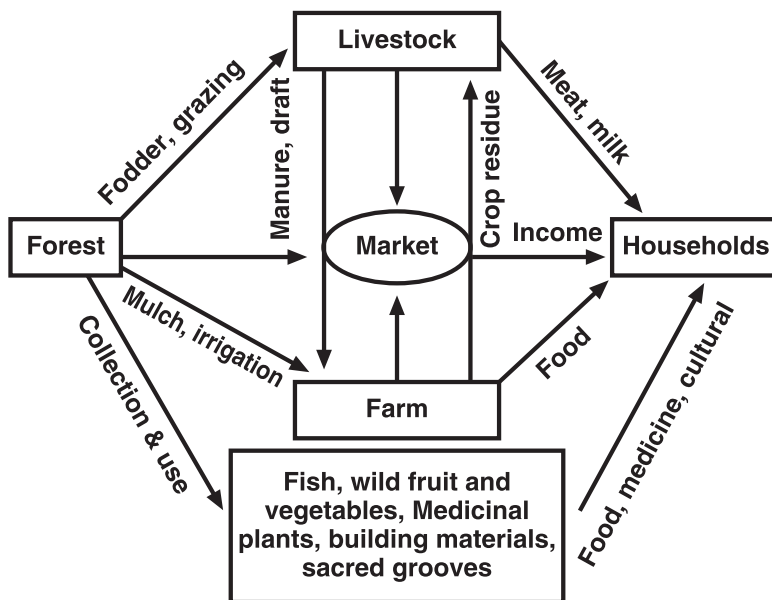 Livestock
Fodder, grazing
Manure, draft
Crop residue
Meat, milk
Forest
Market
Income
Households
Mulch, irrigation
Collection & use
Farm
Food
Fish, wild fruit and
vegetables, Medicinal
plants, building materials,
sacred grooves
Food, medicine, cultural